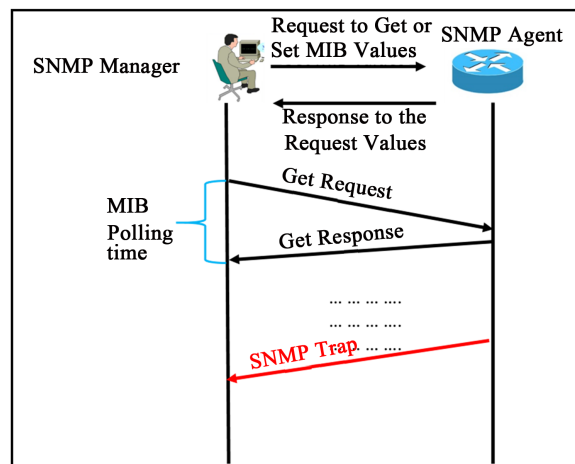 Request to Get or
Set MIB Values
SNMP Manager
SNMP Agent
Response to the
Request Values
Get Request
MIB
Polling
time
Get Response
... ... ... ....
... ... ... ....
... ... ... ....
SNMP Trap